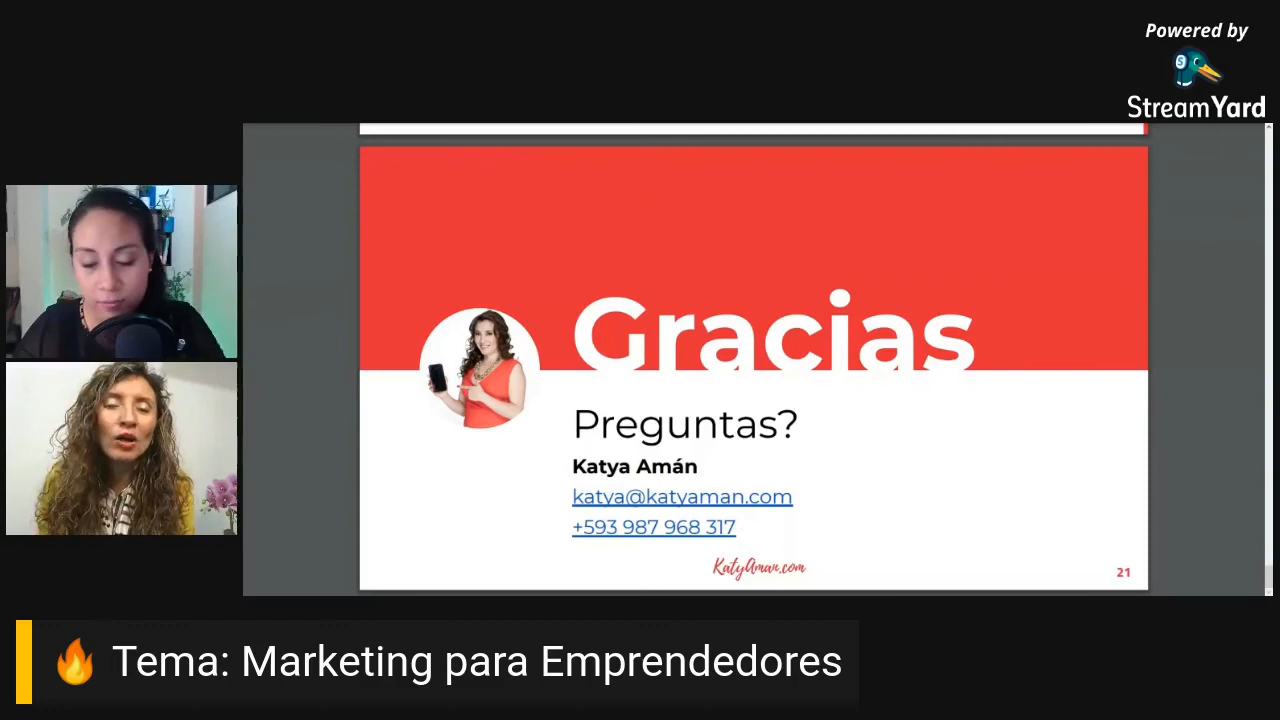 Powered by
StreamYard
Gracias
Preguntas?
Katya Amán
katya@katyaman.com
+593 987 968 317
KatyAman.com
21
🔥 Tema: Marketing para Emprendedores